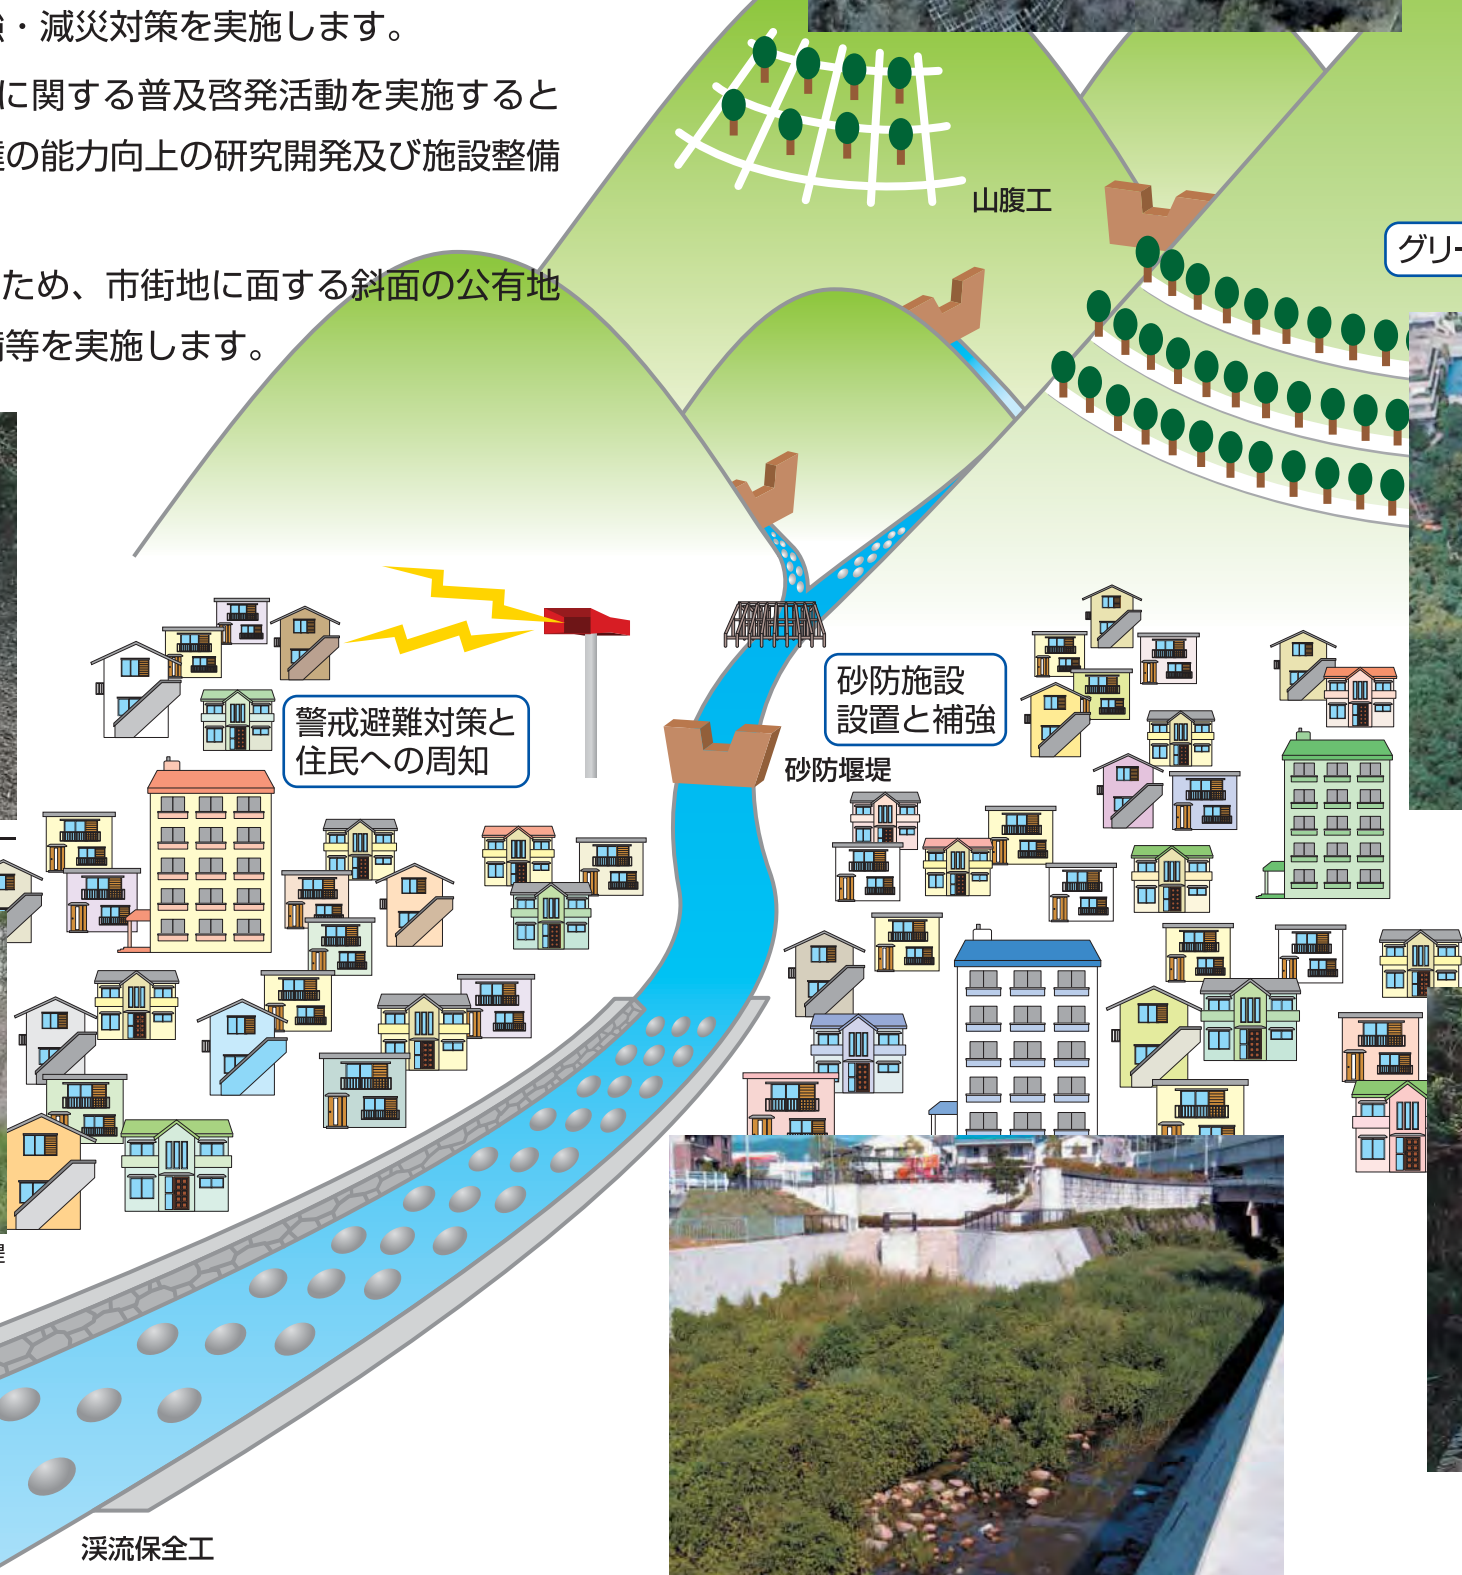 ・減災対策を実施します。
に関する普及啓発活動を実施すると
の能力向上の研究開発及び施設整備
ため、市街地に面する斜面の公有地
等を実施します。
山腹工
グリー
警戒避難対策と
住民への周知
砂防施設
設置と補強
砂防堰堤
渓流保全工